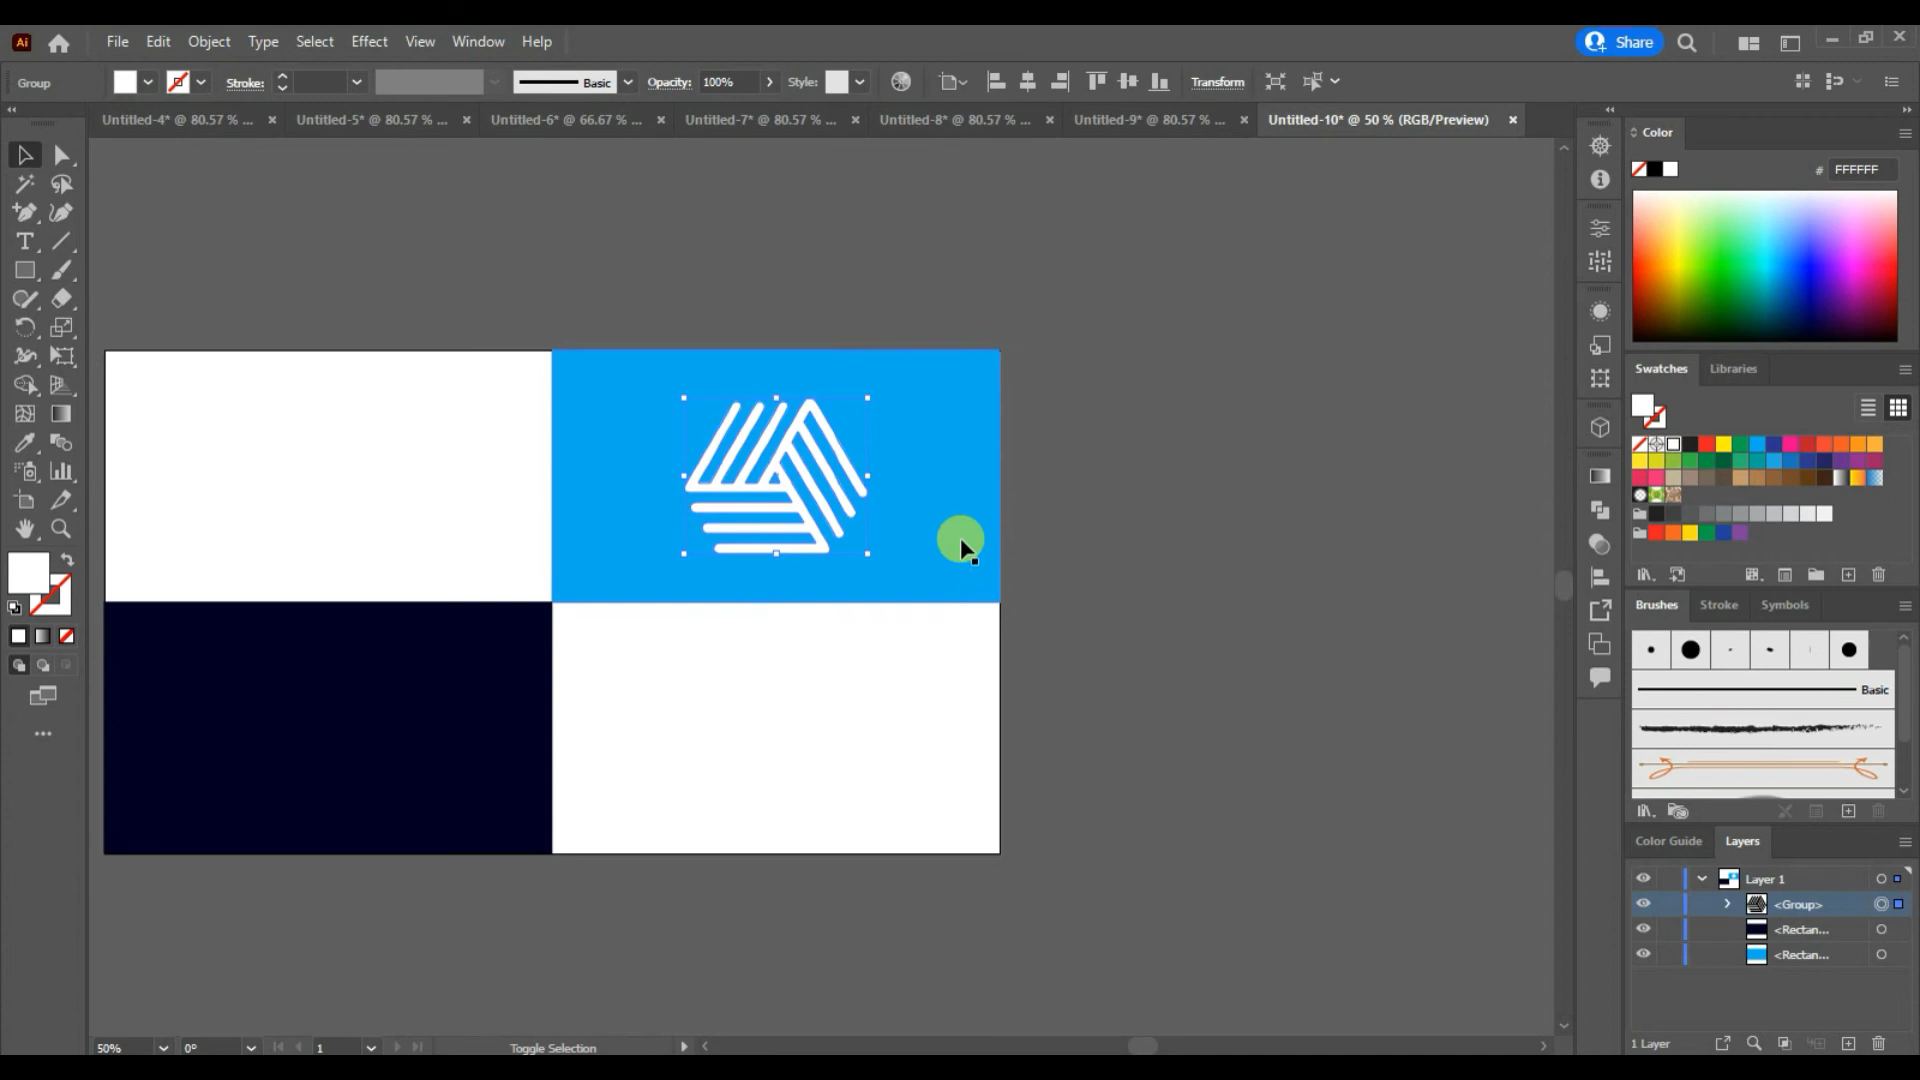 Ai File Edit Object Type Select Effect View Window Help Share
Group Stroke: Basic Opacity: 100% Style: Transform
Untitled-4* @ 80.57 % ... Untitled-5* @ 80.57 % ... Untitled-6* @ 66.67 % ... Untitled-7* @ 80.57 % ... Untitled-8* @ 80.57 % ... Untitled-9* @ 80.57 % ... Untitled-10* @ 50 % (RGB/Preview)
Color
# FFFFFF
Swatches Libraries
Brushes Stroke Symbols
Basic
Color Guide Layers
Layer 1
<Group>
<Rectan...
<Rectan...
1 Layer
50% 0° 1 Toggle Selection